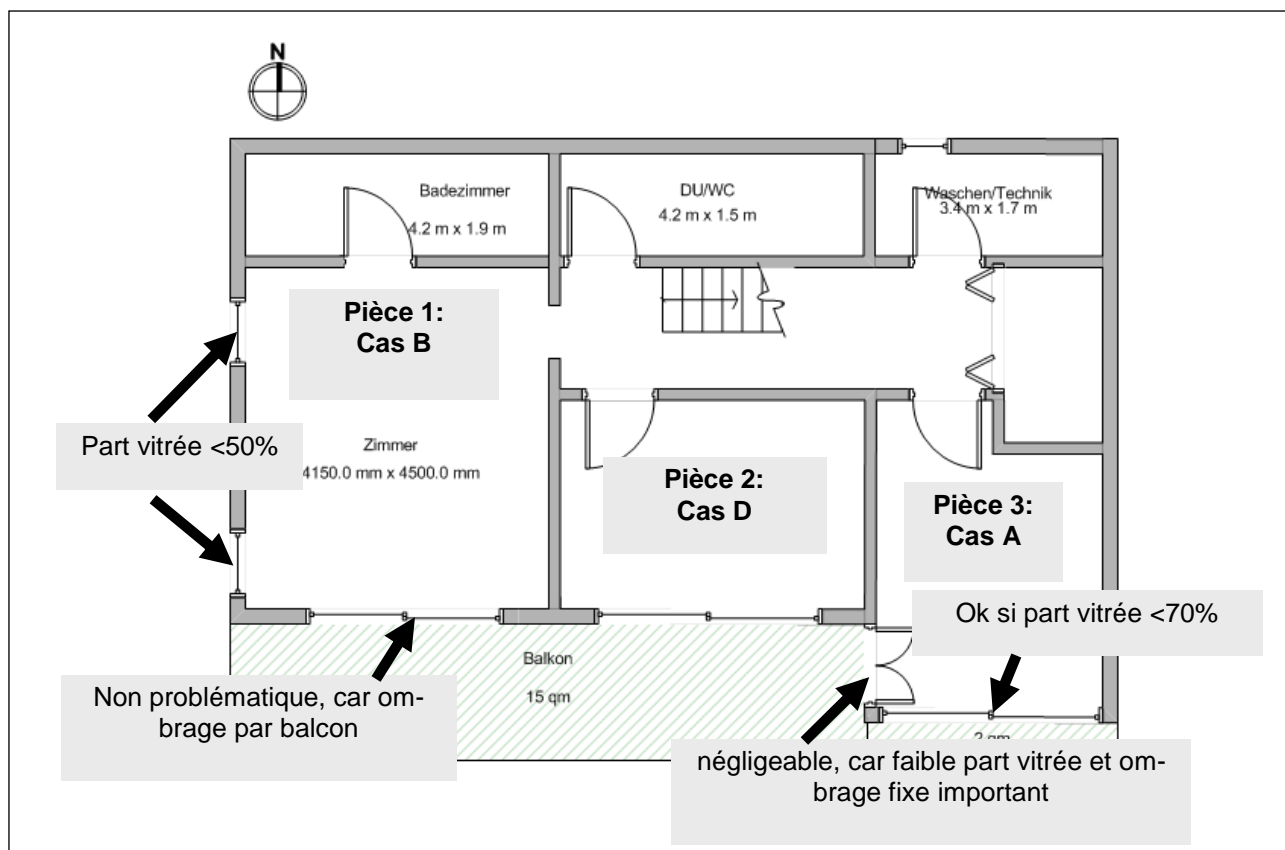 N
Badezimmer
4.2 m x 1.9 m
DU/WC
4.2 m x 1.5 m
Waschen/Technik
3.4 m x 1.7 m
Pièce 1:
Cas B
Part vitrée <50%
Zimmer
4150.0 mm x 4500.0 mm
Pièce 2:
Cas D
Pièce 3:
Cas A
Ok si part vitrée <70%
Balkon
15 qm
Non problématique, car om-
brage par balcon
2 qm
négligeable, car faible part vitrée et om-
brage fixe important